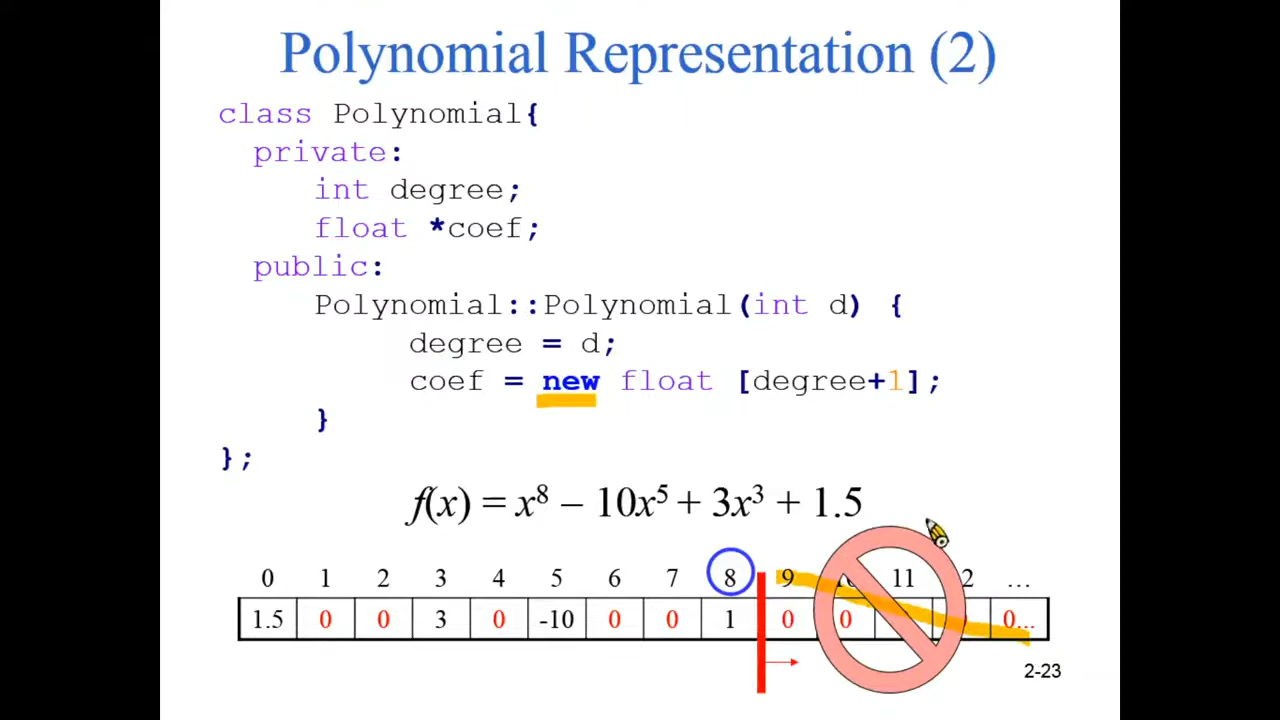 Polynomial Representation (2)
class Polynomial{
private:
int degree;
float *coef;
public:
Polynomial::Polynomial(int d) {
degree = d;
coef = new float [degree+1];
}
};
f(x) = x⁸ – 10x⁵ + 3x³ + 1.5
0 1 2 3 4 5 6 7 8 9 10 11 2 …
1.5 0 0 3 0 -10 0 0 1 0 0 0...
2-23